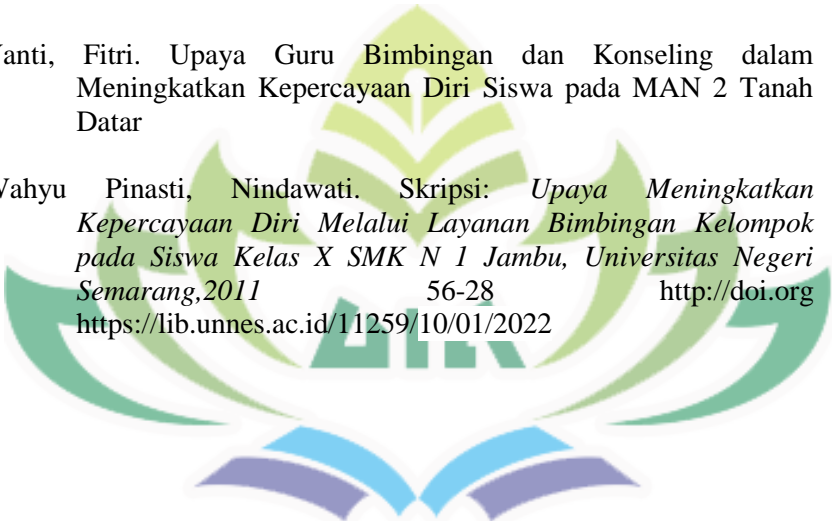 Yanti, Fitri. Upaya Guru Bimbingan dan Konseling dalam
Meningkatkan Kepercayaan Diri Siswa pada MAN 2 Tanah
Datar
Wahyu Pinasti, Nindawati. Skripsi: Upaya Meningkatkan
Kepercayaan Diri Melalui Layanan Bimbingan Kelompok
pada Siswa Kelas X SMK N 1 Jambu, Universitas Negeri
Semarang,2011 56-28 http://doi.org
https://lib.unnes.ac.id/11259/10/01/2022